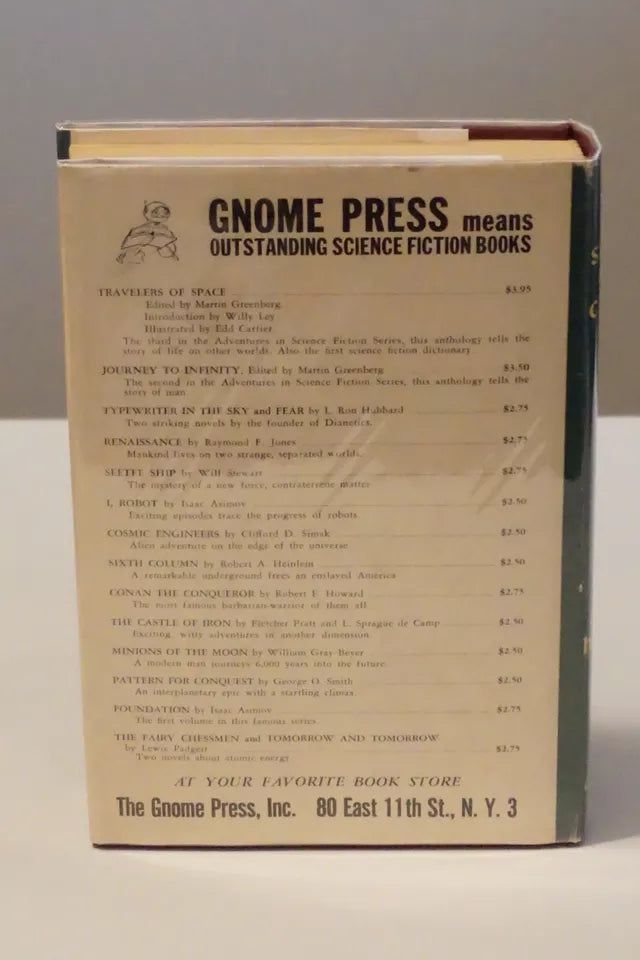 GNOME PRESS means
OUTSTANDING SCIENCE FICTION BOOKS
TRAVELERS OF SPACE $3.95
Edited by Martin Greenberg
Introduction by Willy Ley
Illustrated by Edd Cartier
The third in the Adventures in Science Fiction Series, this anthology tells the
story of life on other worlds. Also the first science fiction dictionary
JOURNEY TO INFINITY. Edited by Martin Greenberg $3.50
The second in the Adventures in Science Fiction Series, this anthology tells the
story of man
TYPEWRITER IN THE SKY and FEAR by L. Ron Hubbard $2.75
Two striking novels by the founder of Dianetics.
RENAISSANCE by Raymond F. Jones $2.75
Mankind lives on two strange, separated worlds.
SEETEE SHIP by Will Stewart $2.75
The mystery of a new force, contraterrene matter
I, ROBOT by Isaac Asimov $2.50
Exciting episodes trace the progress of robots
COSMIC ENGINEERS by Clifford D. Simak $2.50
Alien adventure on the edge of the universe
SIXTH COLUMN by Robert A. Heinlein $2.50
A remarkable underground frees an enslaved America
CONAN THE CONQUEROR by Robert E. Howard $2.75
The most famous barbarian-warrior of them all
THE CASTLE OF IRON by Fletcher Pratt and L. Sprague de Camp $2.50
Exciting witty adventures in another dimension
MINIONS OF THE MOON by William Gray Beyer $2.50
A modern man journeys 6,000 years into the future
PATTERN FOR CONQUEST by George O. Smith $2.50
An interplanetary epic with a startling climax
FOUNDATION by Isaac Asimov $2.75
The first volume in this famous series
THE FAIRY CHESSMEN and TOMORROW AND TOMORROW
by Lewis Padgett $2.75
Two novels about atomic energy
AT YOUR FAVORITE BOOK STORE
The Gnome Press, Inc. 80 East 11th St., N. Y. 3